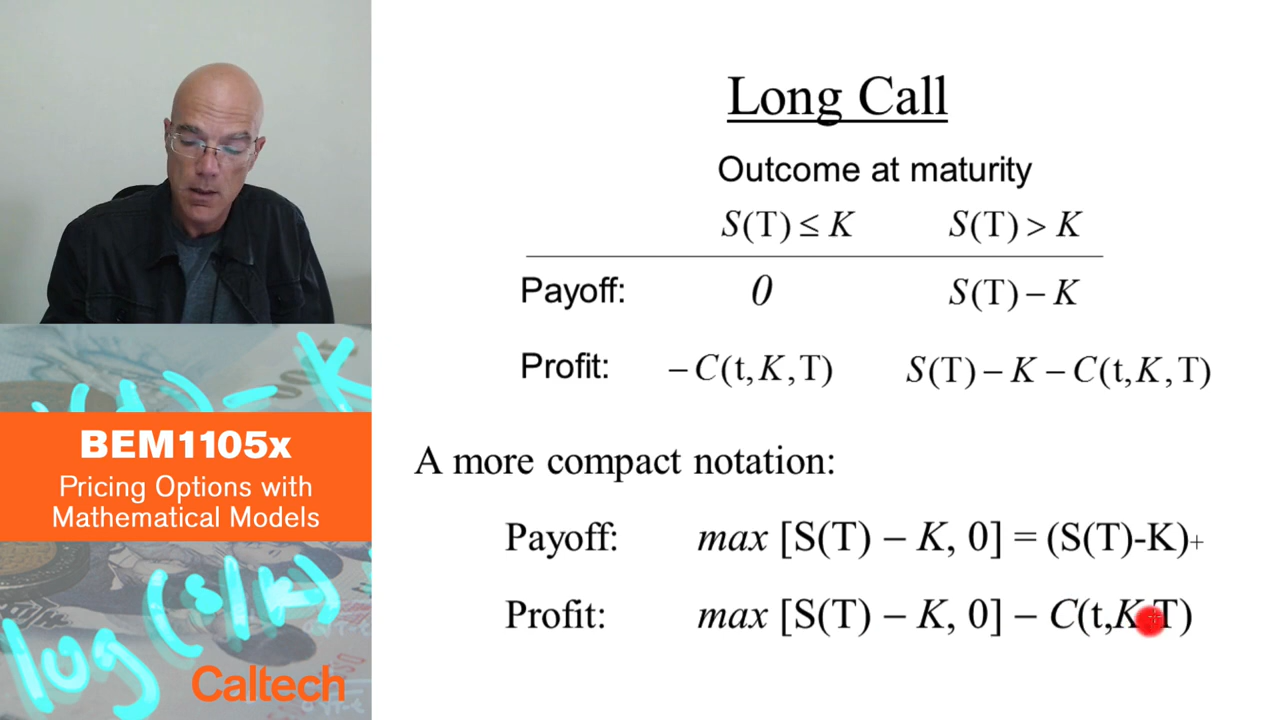 Long Call
Outcome at maturity
S(T) ≤ K S(T) > K
Payoff: 0 S(T) − K
Profit: − C(t, K, T) S(T) − K − C(t, K, T)
A more compact notation:
Payoff: max [S(T) − K, 0] = (S(T)-K)+
Profit: max [S(T) − K, 0] − C(t,K,T)
− K
BEM1105x
Pricing Options with
Mathematical Models
log (s/k)
Caltech